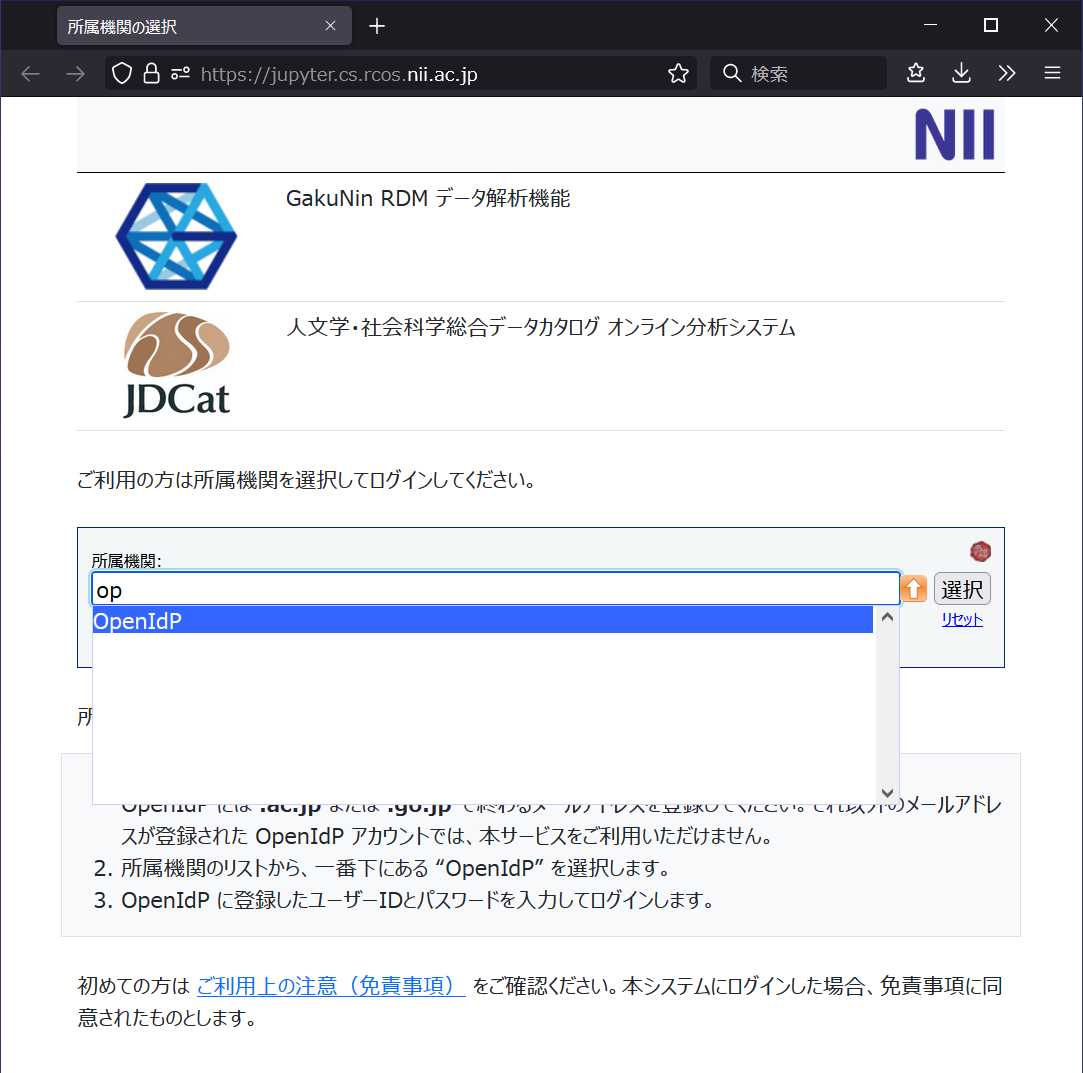 所属機関の選択
https://jupyter.cs.rcos.nii.ac.jp
検索
NII
GakuNin RDM データ解析機能
人文学・社会科学総合データカタログ オンライン分析システム
JDCat
ご利用の方は所属機関を選択してログインしてください。
所属機関:
op
選択
OpenIdP
リセット
所
OpenIdP には .ac.jp または .go.jp で終わるメールアドレスを登録してください。それ以外のメールアドレ
スが登録された OpenIdP アカウントでは、本サービスをご利用いただけません。
2. 所属機関のリストから、一番下にある “OpenIdP” を選択します。
3. OpenIdP に登録したユーザーIDとパスワードを入力してログインします。
初めての方は ご利用上の注意（免責事項） をご確認ください。本システムにログインした場合、免責事項に同
意されたものとします。